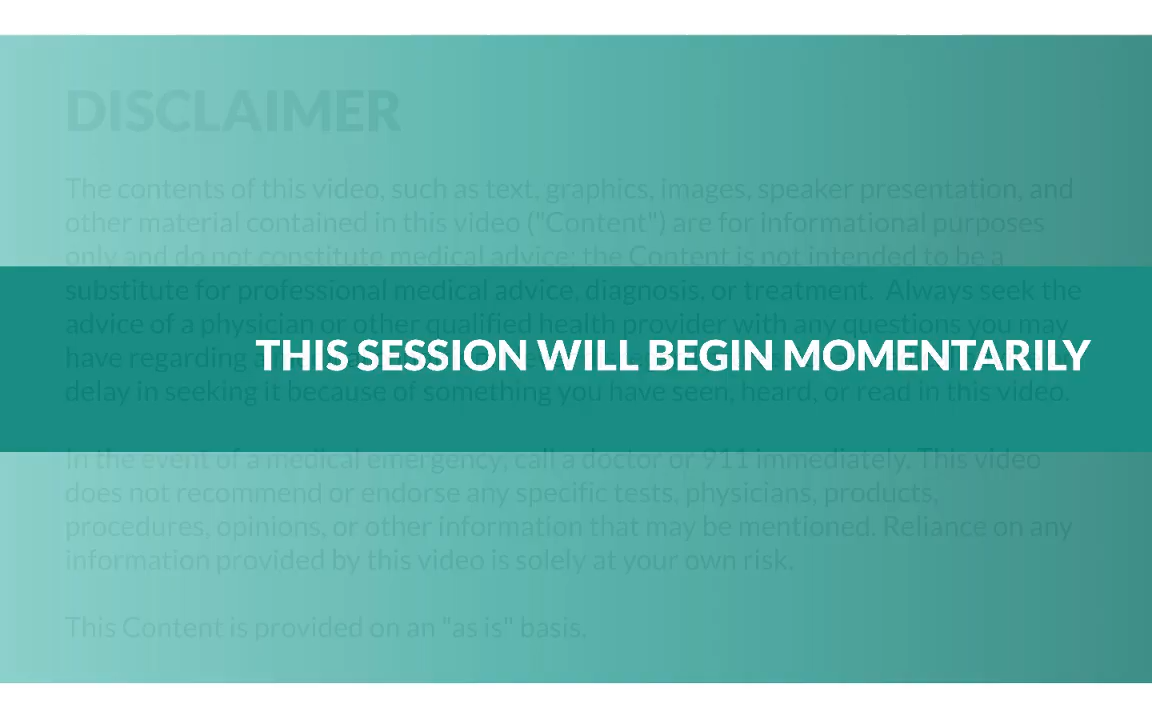 DISCLAIMER
The contents of this video, such as text, graphics, images, speaker presentation, and
other material contained in this video ("Content") are for informational purposes
only and do not constitute medical advice; the Content is not intended to be a
substitute for professional medical advice, diagnosis, or treatment.  Always seek the
advice of a physician or other qualified health provider with any questions you may
have regarding
THIS SESSION WILL BEGIN MOMENTARILY
delay in seeking it because of something you have seen, heard, or read in this video.
In the event of a medical emergency, call a doctor or 911 immediately. This video
does not recommend or endorse any specific tests, physicians, products,
procedures, opinions, or other information that may be mentioned. Reliance on any
information provided by this video is solely at your own risk.
This Content is provided on an "as is" basis.